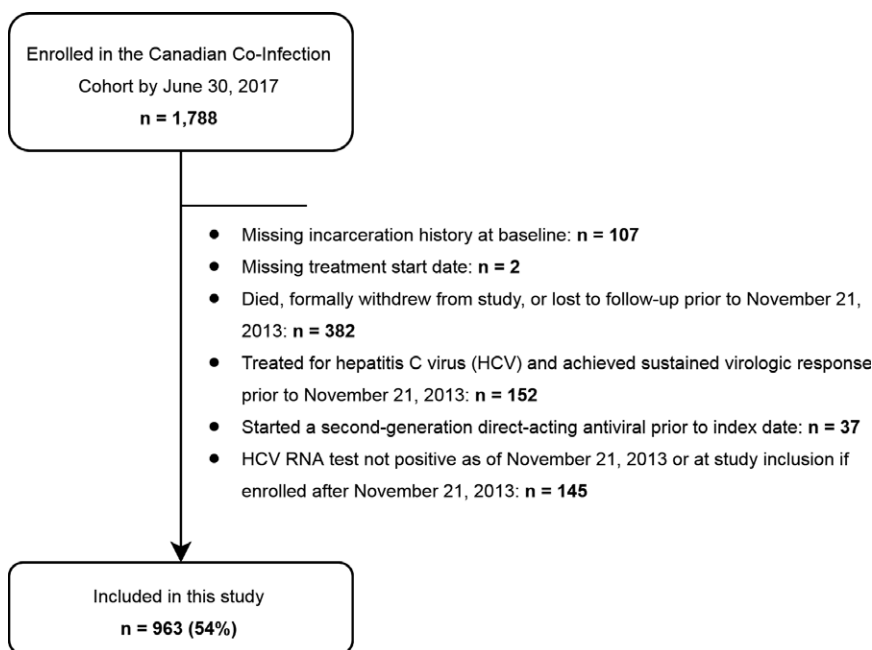 Enrolled in the Canadian Co-Infection
Cohort by June 30, 2017
n = 1,788
● Missing incarceration history at baseline: n = 107
● Missing treatment start date: n = 2
● Died, formally withdrew from study, or lost to follow-up prior to November 21,
2013: n = 382
● Treated for hepatitis C virus (HCV) and achieved sustained virologic response
prior to November 21, 2013: n = 152
● Started a second-generation direct-acting antiviral prior to index date: n = 37
● HCV RNA test not positive as of November 21, 2013 or at study inclusion if
enrolled after November 21, 2013: n = 145
Included in this study
n = 963 (54%)